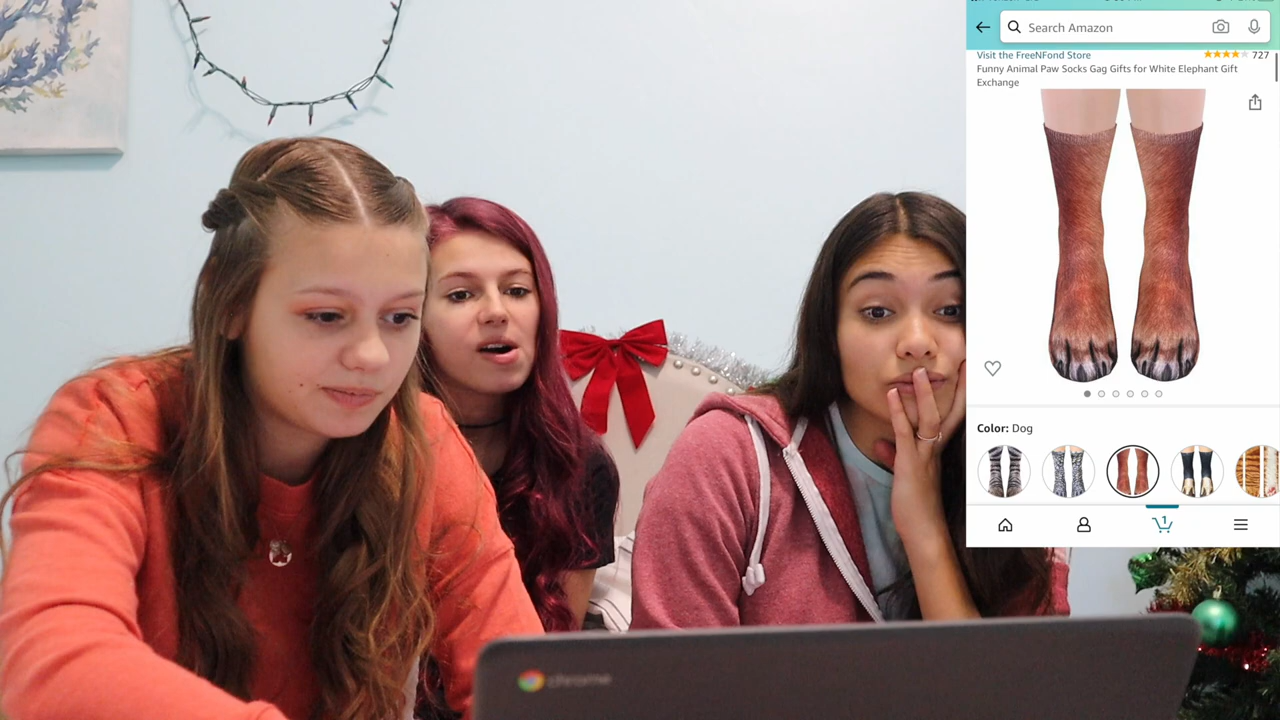 Search Amazon
Visit the FreeNFond Store
727
Funny Animal Paw Socks Gag Gifts for White Elephant Gift
Exchange
Color: Dog
1
chrome